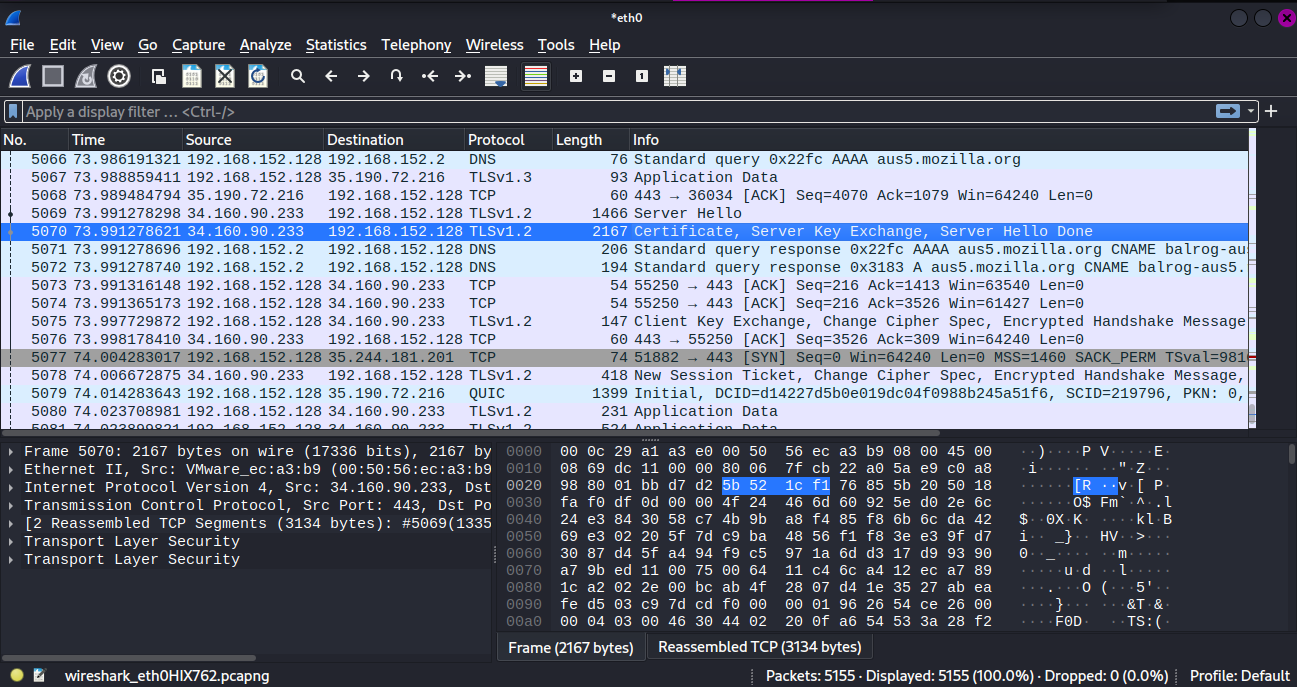 *eth0
File Edit View Go Capture Analyze Statistics Telephony Wireless Tools Help
Apply a display filter ... <Ctrl-/>
No. Time Source Destination Protocol Length Info
5066 73.986191321 192.168.152.128 192.168.152.2 DNS 76 Standard query 0x22fc AAAA aus5.mozilla.org
5067 73.988859411 192.168.152.128 35.190.72.216 TLSv1.3 93 Application Data
5068 73.989484794 35.190.72.216 192.168.152.128 TCP 60 443 → 36034 [ACK] Seq=4070 Ack=1079 Win=64240 Len=0
5069 73.991278298 34.160.90.233 192.168.152.128 TLSv1.2 1466 Server Hello
5070 73.991278621 34.160.90.233 192.168.152.128 TLSv1.2 2167 Certificate, Server Key Exchange, Server Hello Done
5071 73.991278696 192.168.152.2 192.168.152.128 DNS 206 Standard query response 0x22fc AAAA aus5.mozilla.org CNAME balrog-au
5072 73.991278740 192.168.152.2 192.168.152.128 DNS 194 Standard query response 0x3183 A aus5.mozilla.org CNAME balrog-aus5.
5073 73.991316148 192.168.152.128 34.160.90.233 TCP 54 55250 → 443 [ACK] Seq=216 Ack=1413 Win=63540 Len=0
5074 73.991365173 192.168.152.128 34.160.90.233 TCP 54 55250 → 443 [ACK] Seq=216 Ack=3526 Win=61427 Len=0
5075 73.997729872 192.168.152.128 34.160.90.233 TLSv1.2 147 Client Key Exchange, Change Cipher Spec, Encrypted Handshake Message
5076 73.998178410 34.160.90.233 192.168.152.128 TCP 60 443 → 55250 [ACK] Seq=3526 Ack=309 Win=64240 Len=0
5077 74.004283017 192.168.152.128 35.244.181.201 TCP 74 51882 → 443 [SYN] Seq=0 Win=64240 Len=0 MSS=1460 SACK_PERM TSval=981
5078 74.006672875 34.160.90.233 192.168.152.128 TLSv1.2 418 New Session Ticket, Change Cipher Spec, Encrypted Handshake Message,
5079 74.014283643 192.168.152.128 35.190.72.216 QUIC 1399 Initial, DCID=d14227d5b0e019dc04f0988b245a51f6, SCID=219796, PKN: 0,
5080 74.023708981 192.168.152.128 34.160.90.233 TLSv1.2 231 Application Data
5081 74.023899821 192.168.152.128 34.160.90.233 TLSv1.2 524 Application Data
Frame 5070: 2167 bytes on wire (17336 bits), 2167 by
Ethernet II, Src: VMware_ec:a3:b9 (00:50:56:ec:a3:b9
Internet Protocol Version 4, Src: 34.160.90.233, Dst
Transmission Control Protocol, Src Port: 443, Dst Po
[2 Reassembled TCP Segments (3134 bytes): #5069(1335
Transport Layer Security
Transport Layer Security
0000 00 0c 29 a1 a3 e0 00 50 56 ec a3 b9 08 00 45 00 ··)····P V·····E·
0010 08 69 dc 11 00 00 80 06 7f cb 22 a0 5a e9 c0 a8 ·i······ ··"·Z···
0020 98 80 01 bb d7 d2 5b 52 1c f1 76 85 5b 20 50 18 ······[R ··v·[ P·
0030 fa f0 df 0d 00 00 4f 24 46 6d 60 92 5e d0 2e 6c ······O$ Fm`·^·.l
0040 24 e3 84 30 58 c7 4b 9b a8 f4 85 f8 6b 6c da 42 $··0X·K· ····kl·B
0050 69 e3 02 20 5f 7d c9 ba 48 56 f1 f8 3e e3 9f d7 i·· _}·· HV··>···
0060 30 87 d4 5f a4 94 f9 c5 97 1a 6d d3 17 d9 93 90 0··_···· ··m·····
0070 a7 9b ed 11 00 75 00 64 11 c4 6c a4 12 ec a7 89 ·····u·d ··l·····
0080 1c a2 02 2e 00 bc ab 4f 28 07 d4 1e 35 27 ab ea ···.···O (···5'··
0090 fe d5 03 c9 7d cd f0 00 00 01 96 26 54 ce 26 00 ····}··· ···&T·&·
00a0 00 04 03 00 46 30 44 02 20 0f a6 54 53 3a 28 f2 ····F0D· ··TS:(·
Frame (2167 bytes) Reassembled TCP (3134 bytes)
wireshark_eth0HIX762.pcapng Packets: 5155 · Displayed: 5155 (100.0%) · Dropped: 0 (0.0%) Profile: Default